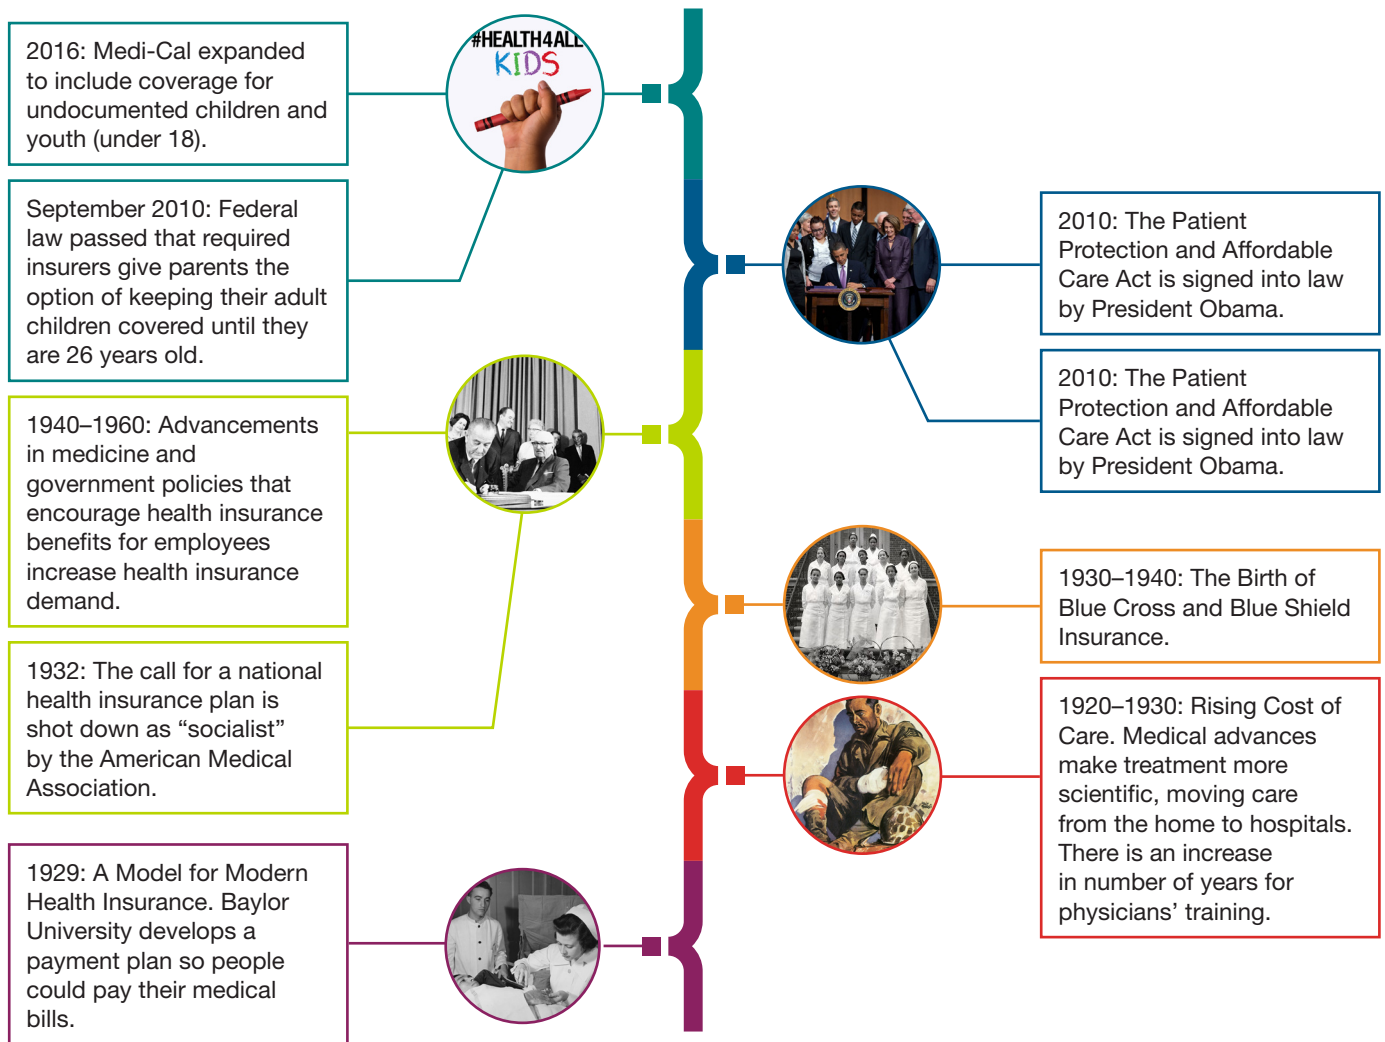 2016: Medi-Cal expanded
to include coverage for
undocumented children and
youth (under 18).
#HEALTH4ALL
KIDS
September 2010: Federal
law passed that required
insurers give parents the
option of keeping their adult
children covered until they
are 26 years old.
2010: The Patient
Protection and Affordable
Care Act is signed into law
by President Obama.
2010: The Patient
Protection and Affordable
Care Act is signed into law
by President Obama.
1940–1960: Advancements
in medicine and
government policies that
encourage health insurance
benefits for employees
increase health insurance
demand.
1930–1940: The Birth of
Blue Cross and Blue Shield
Insurance.
1932: The call for a national
health insurance plan is
shot down as “socialist”
by the American Medical
Association.
1920–1930: Rising Cost of
Care. Medical advances
make treatment more
scientific, moving care
from the home to hospitals.
There is an increase
in number of years for
physicians’ training.
1929: A Model for Modern
Health Insurance. Baylor
University develops a
payment plan so people
could pay their medical
bills.